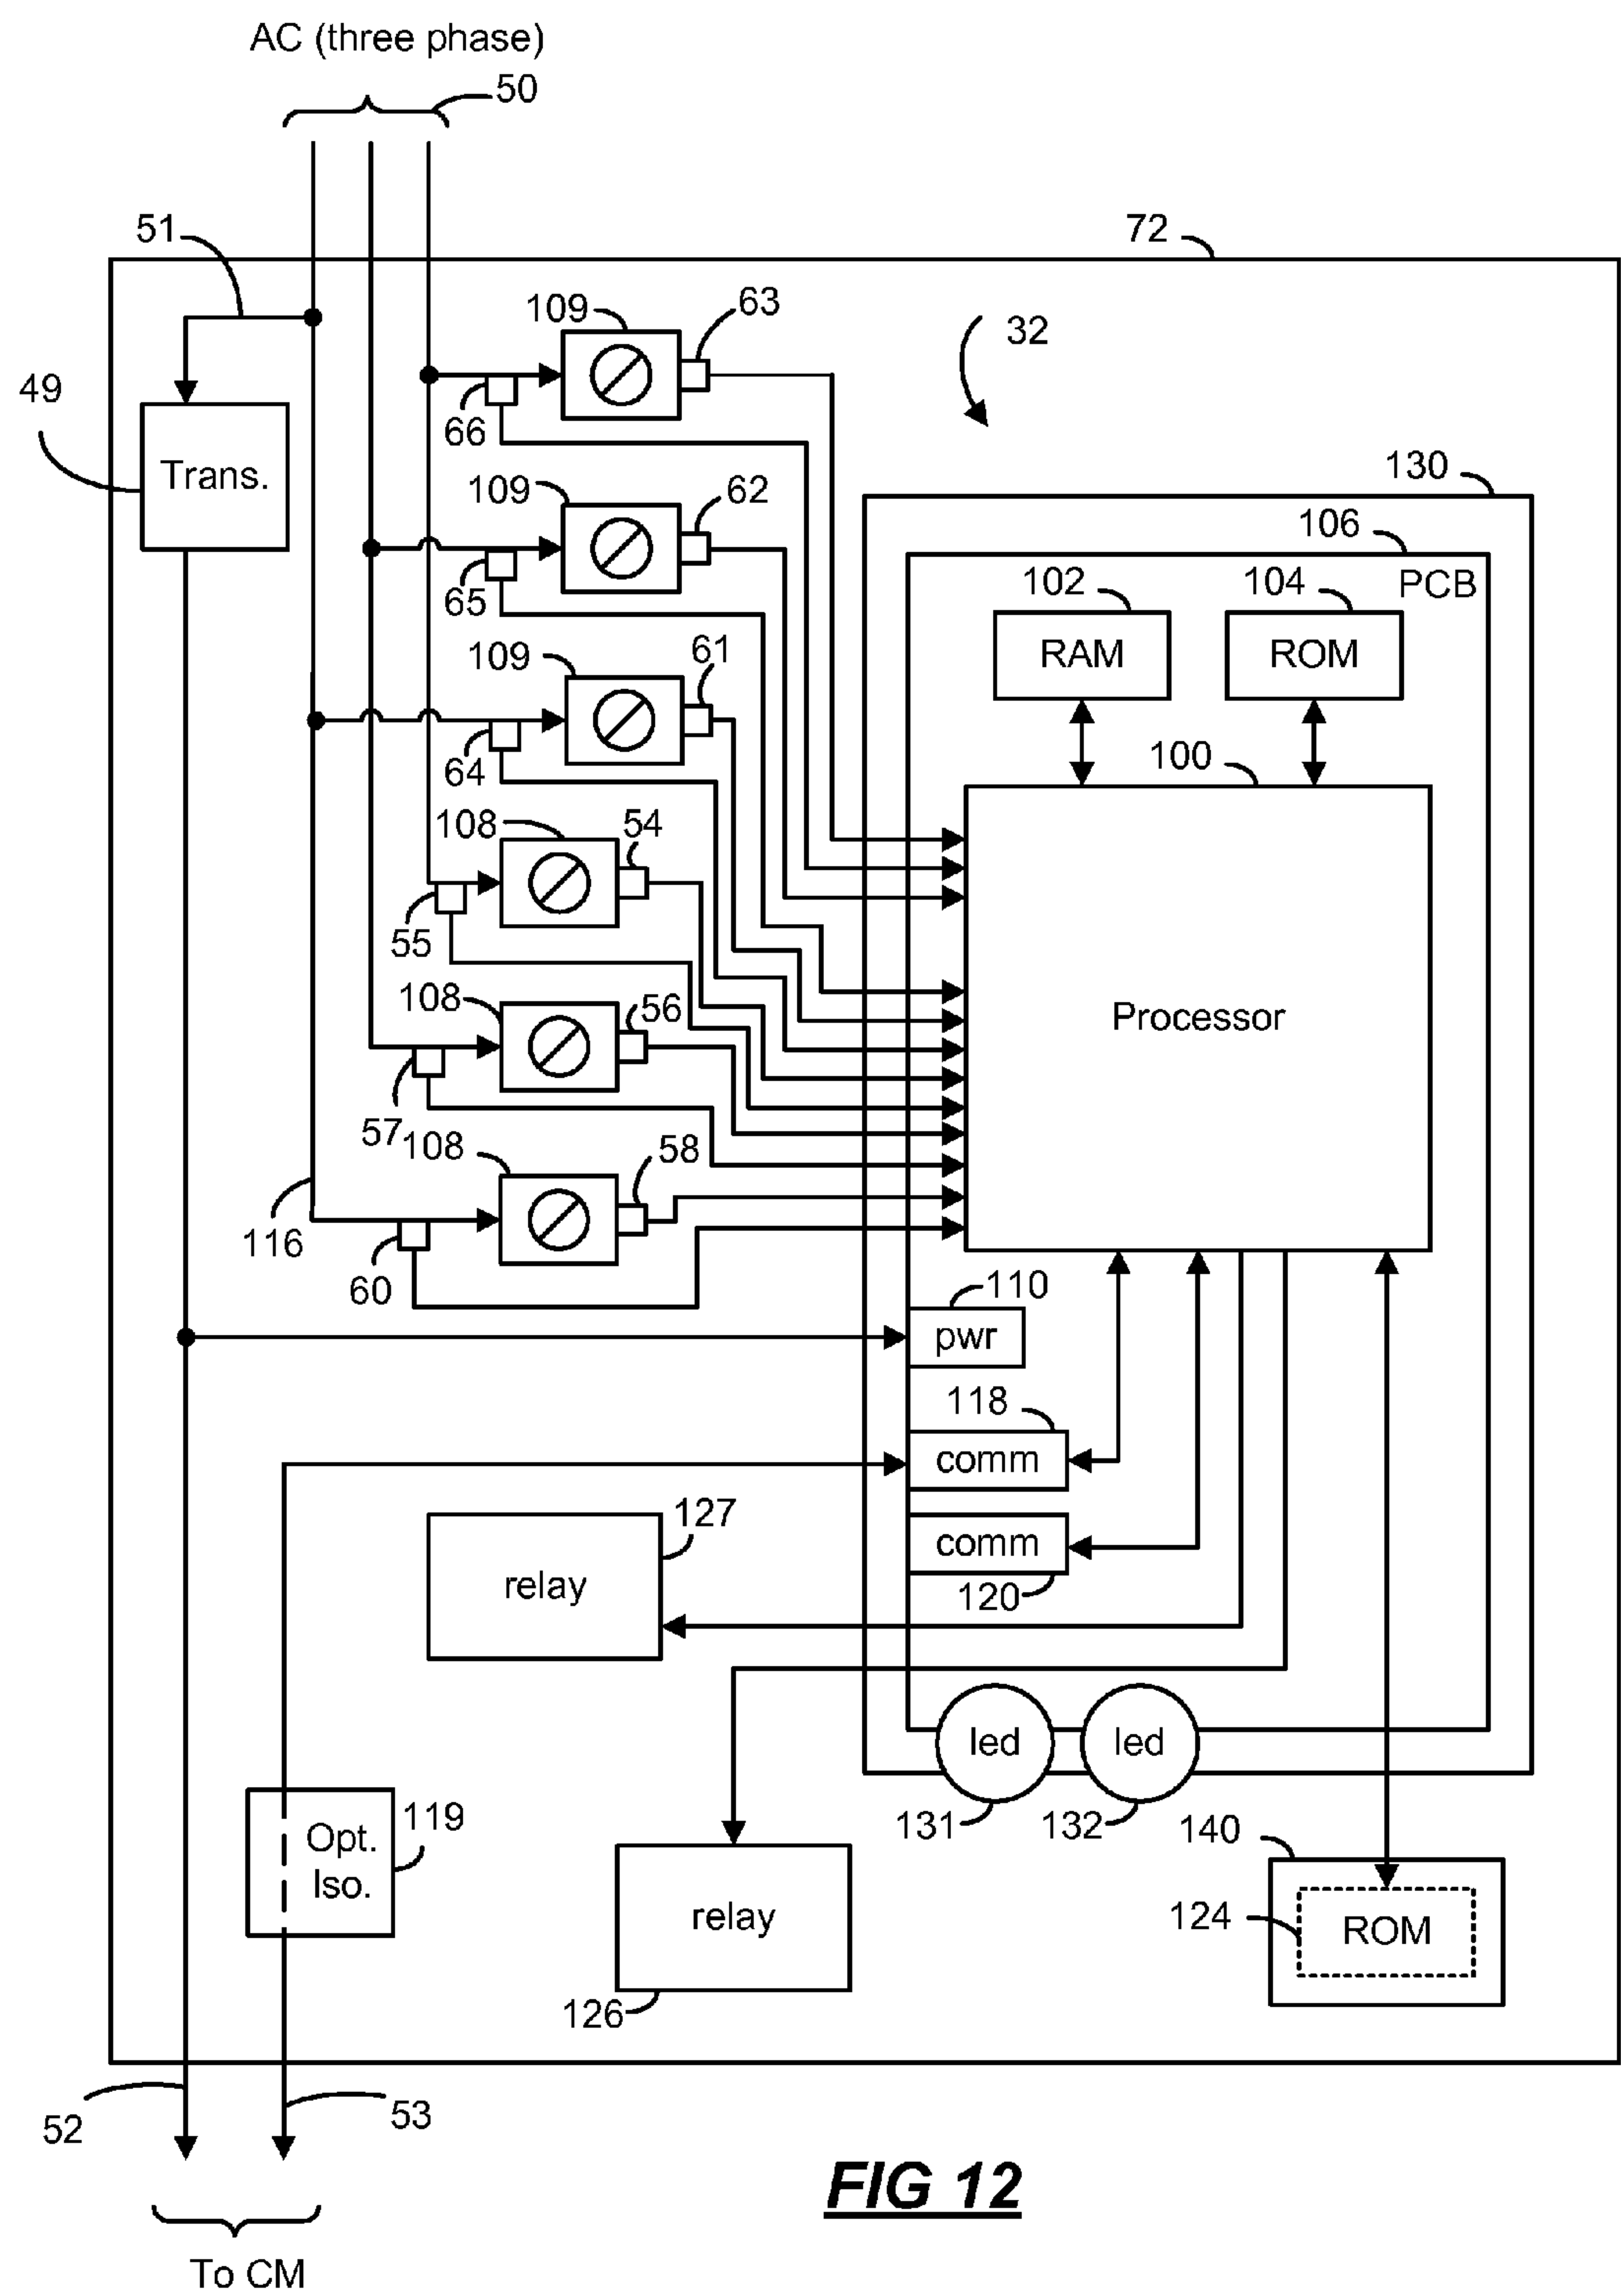 AC (three phase)
50
51
72
109
63
32
49
66
Trans.
130
109
62
106
65
PCB
102
104
RAM
ROM
109
61
64
100
108
54
55
Processor
108
56
57
108
58
116
60
110
pwr
118
comm
127
relay
comm
120
led
led
131
132
140
119
Opt.
Iso.
124
ROM
relay
126
52
53
FIG 12
To CM